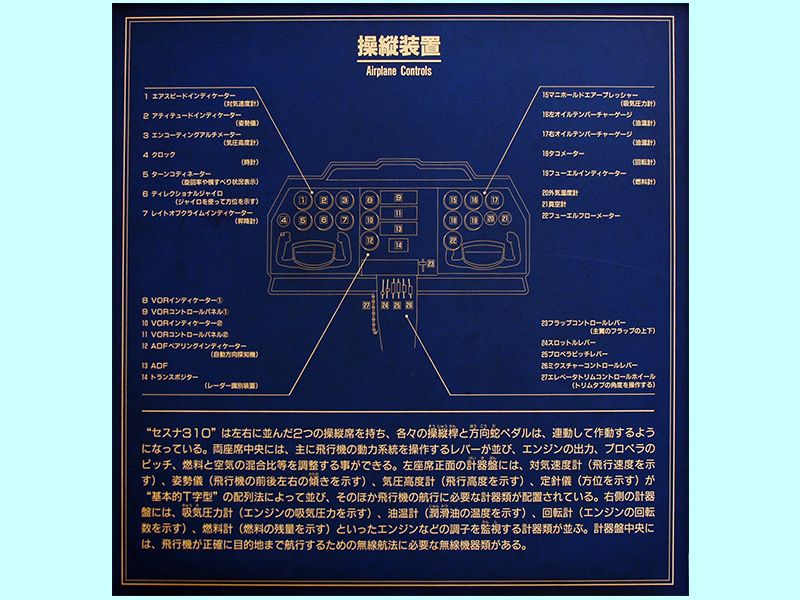 操縦装置
Airplane Controls
1 エアスピードインディケーター
(対気速度計)
2 アティテュードインディケーター
(姿勢儀)
3 エンコーディングアルチメーター
(気圧高度計)
4 クロック
(時計)
5 ターンコディネーター
(旋回率や横すべり状況表示)
6 ディレクショナルジャイロ
(ジャイロを使って方位を示す)
7 レイトオブクライムインディケーター
(昇降計)
8 VORインディケーター①
9 VORコントロールパネル①
10 VORインディケーター②
11 VORコントロールパネル②
12 ADFベアリングインディケーター
(自動方向探知機)
13 ADF
14 トランスポジター
(レーダー識別装置)
15マニホールドエアープレッシャー
(吸気圧力計)
16左オイルテンパーチャーゲージ
(油温計)
17右オイルテンパーチャーゲージ
(油温計)
18タコメーター
(回転計)
19フューエルインディケーター
(燃料計)
20外気温度計
21真空計
22フューエルフローメーター
23フラップコントロールレバー
(主翼のフラップの上下)
24スロットルレバー
25プロペラピッチレバー
26ミクスチャーコントロールレバー
27エレベータトリムコントロールホイール
(トリムタブの角度を操作する)
1 2 3 8 9 15 16 17
4 5 6 7 10 11 18 19 20 21
12 13 14 22
23
27 24 25 26
“セスナ310”は左右に並んだ2つの操縦席を持ち、各々の操縦桿と方向舵ペダルは、連動して作動するよう
になっている。両座席中央には、主に飛行機の動力系統を操作するレバーが並び、エンジンの出力、プロペラの
ピッチ、燃料と空気の混合比等を調整する事ができる。左座席正面の計器盤には、対気速度計（飛行速度を示
す）、姿勢儀（飛行機の前後左右の傾きを示す）、気圧高度計（飛行高度を示す）、定針儀（方位を示す）が
“基本的T字型”の配列法によって並び、そのほか飛行機の航行に必要な計器類が配置されている。右側の計器
盤には、吸気圧力計（エンジンの吸気圧力を示す）、油温計（潤滑油の温度を示す）、回転計（エンジンの回転
数を示す）、燃料計（燃料の残量を示す）といったエンジンなどの調子を監視する計器類が並ぶ。計器盤中央に
は、飛行機が正確に目的地まで航行するための無線航法に必要な無線機器類がある。